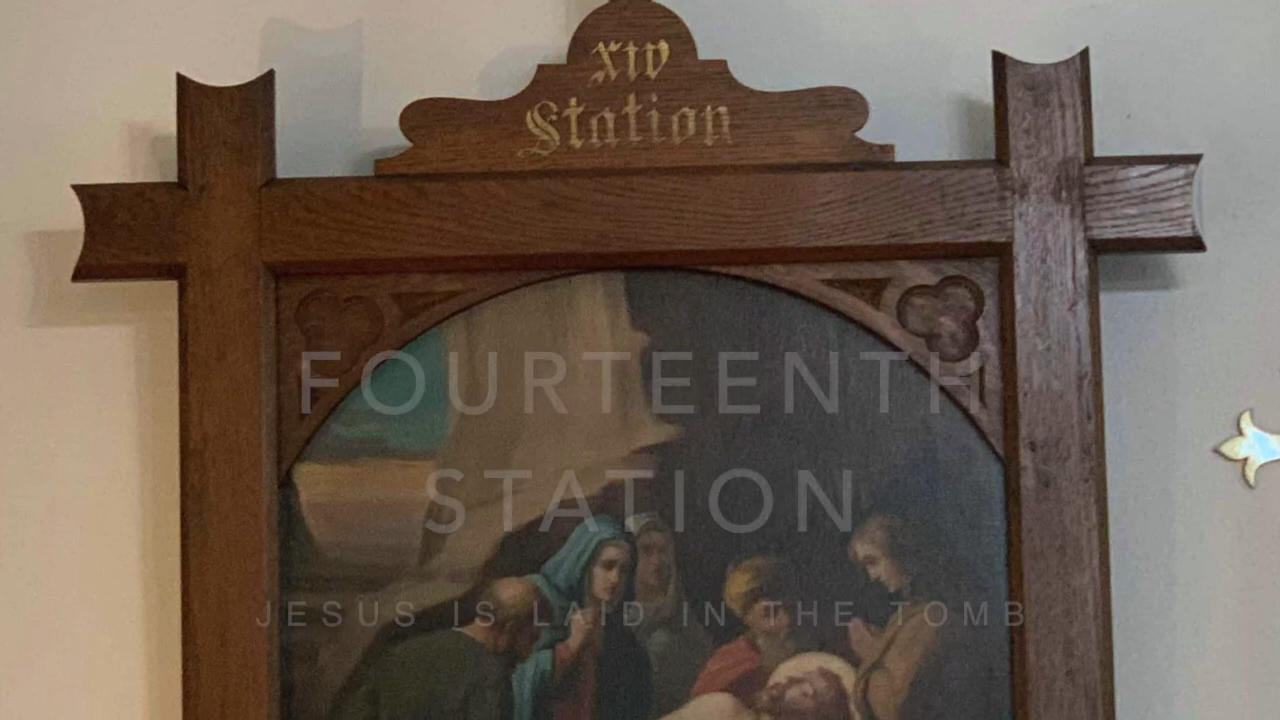 XIV
Station
FOURTEENTH
STATION
JESUS IS LAID IN THE TOMB